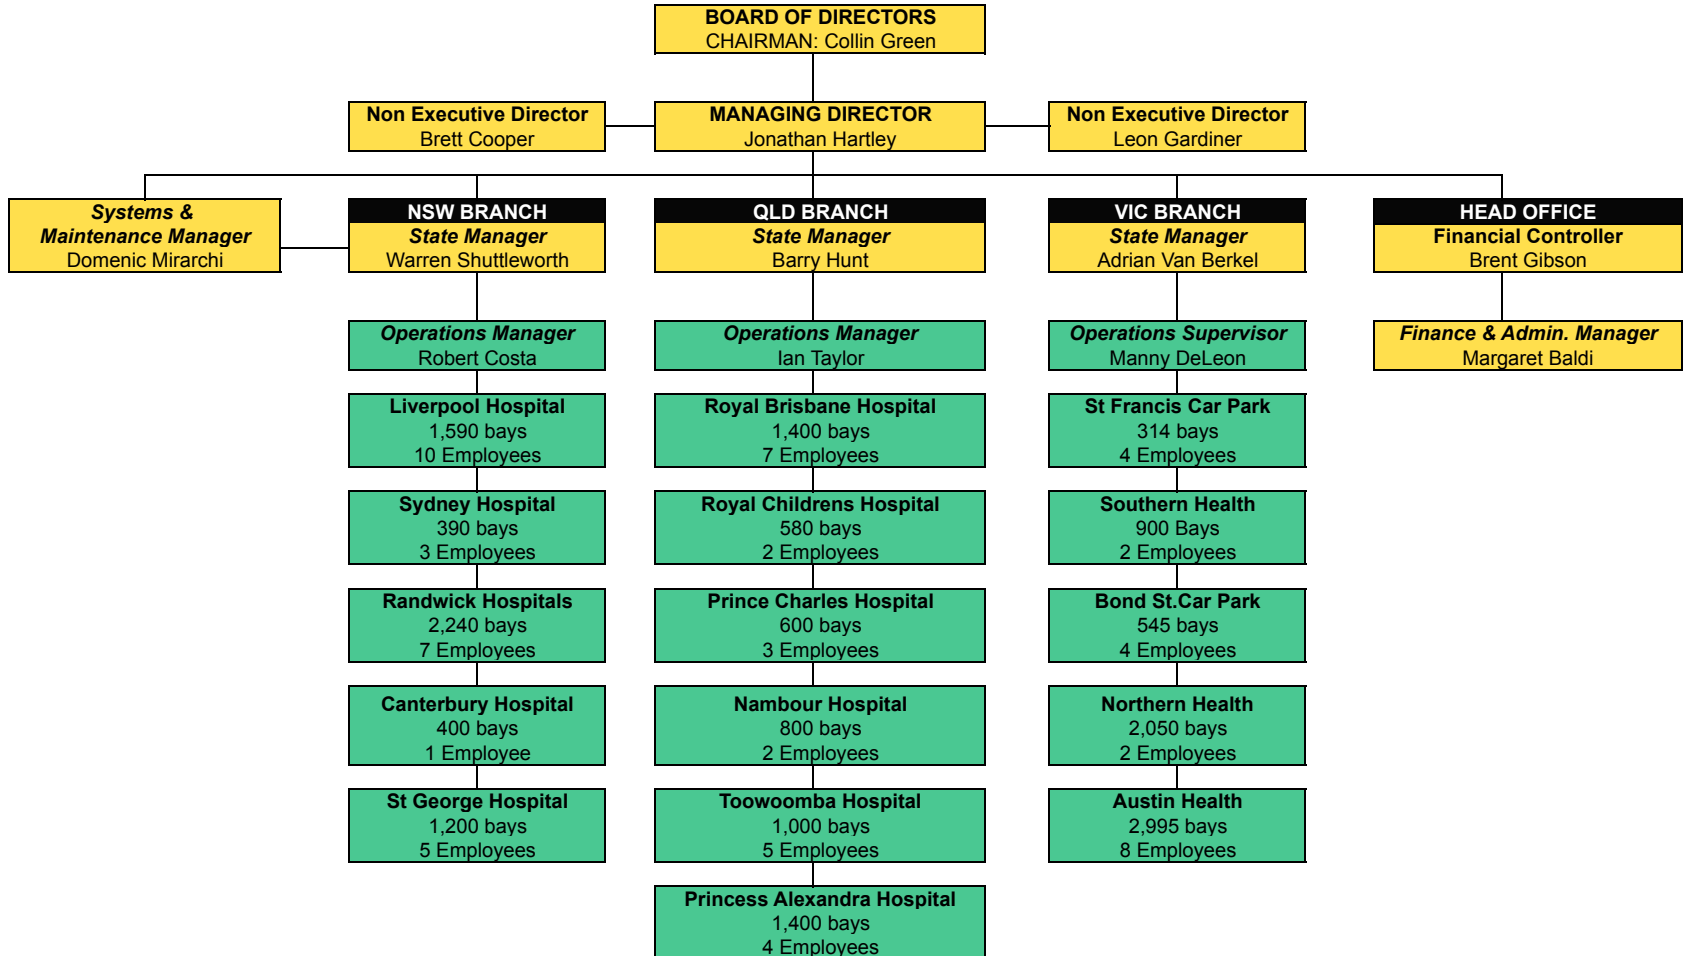 BOARD OF DIRECTORS
CHAIRMAN: Collin Green
Non Executive Director
Brett Cooper
MANAGING DIRECTOR
Jonathan Hartley
Non Executive Director
Leon Gardiner
Systems &
Maintenance Manager
Domenic Mirarchi
NSW BRANCH
State Manager
Warren Shuttleworth
QLD BRANCH
State Manager
Barry Hunt
VIC BRANCH
State Manager
Adrian Van Berkel
HEAD OFFICE
Financial Controller
Brent Gibson
Operations Manager
Robert Costa
Operations Manager
Ian Taylor
Operations Supervisor
Manny DeLeon
Finance & Admin. Manager
Margaret Baldi
Liverpool Hospital
1,590 bays
10 Employees
Royal Brisbane Hospital
1,400 bays
7 Employees
St Francis Car Park
314 bays
4 Employees
Sydney Hospital
390 bays
3 Employees
Royal Childrens Hospital
580 bays
2 Employees
Southern Health
900 Bays
2 Employees
Randwick Hospitals
2,240 bays
7 Employees
Prince Charles Hospital
600 bays
3 Employees
Bond St.Car Park
545 bays
4 Employees
Canterbury Hospital
400 bays
1 Employee
Nambour Hospital
800 bays
2 Employees
Northern Health
2,050 bays
2 Employees
St George Hospital
1,200 bays
5 Employees
Toowoomba Hospital
1,000 bays
5 Employees
Austin Health
2,995 bays
8 Employees
Princess Alexandra Hospital
1,400 bays
4 Employees